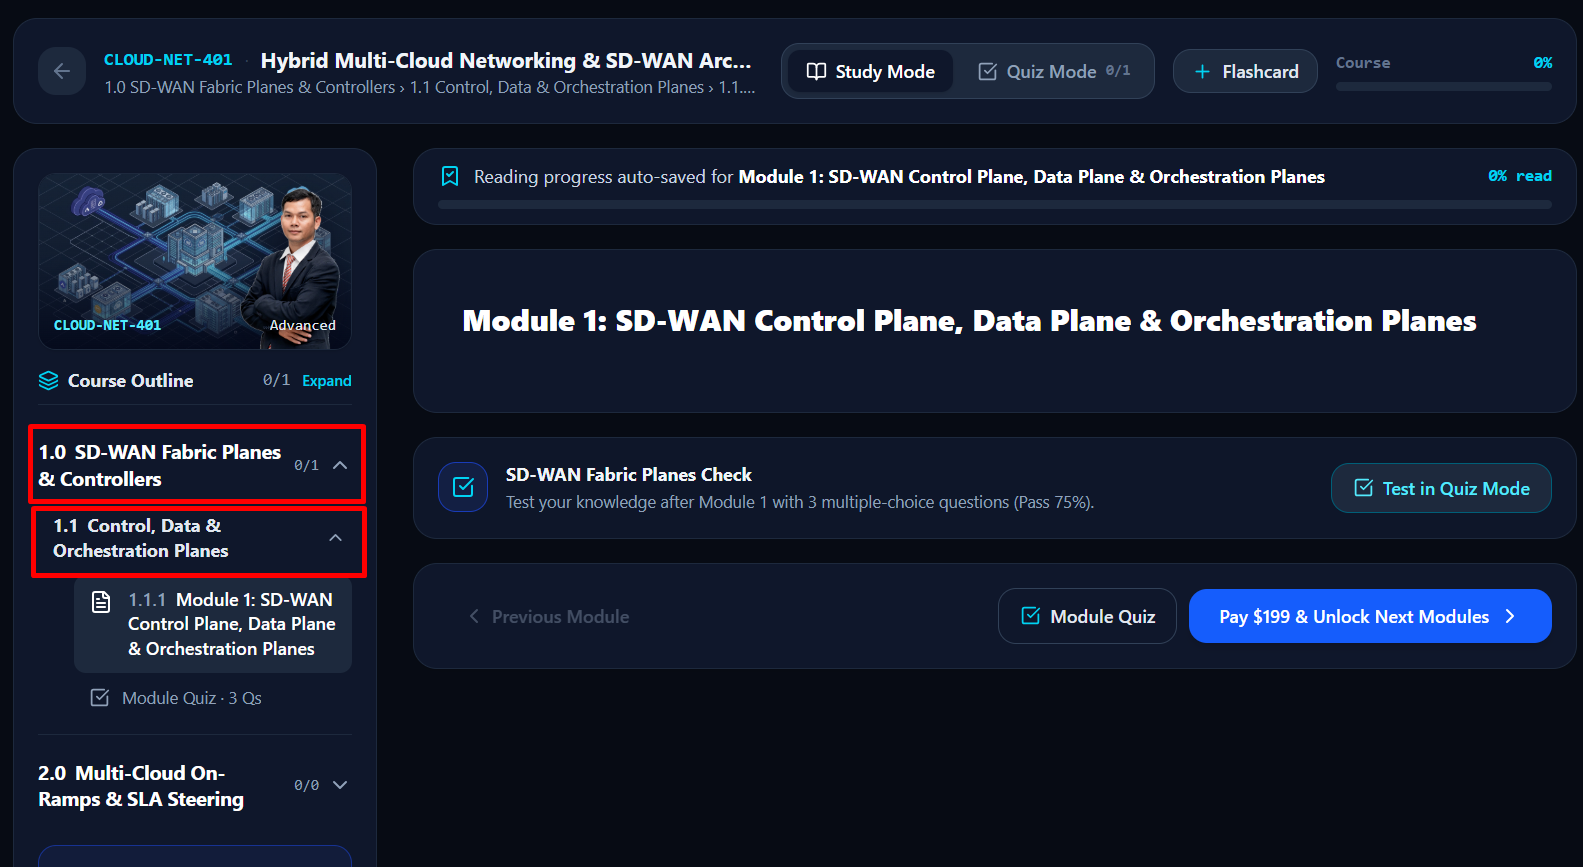 CLOUD-NET-401 · Hybrid Multi-Cloud Networking & SD-WAN Arc...
1.0 SD-WAN Fabric Planes & Controllers › 1.1 Control, Data & Orchestration Planes › 1.1....
Study Mode
Quiz Mode 0/1
+ Flashcard
Course 0%
CLOUD-NET-401
Advanced
Course Outline 0/1 Expand
1.0 SD-WAN Fabric Planes
& Controllers
0/1
1.1 Control, Data &
Orchestration Planes
1.1.1 Module 1: SD-WAN
Control Plane, Data Plane
& Orchestration Planes
Module Quiz · 3 Qs
2.0 Multi-Cloud On-
Ramps & SLA Steering
0/0
Reading progress auto-saved for Module 1: SD-WAN Control Plane, Data Plane & Orchestration Planes
0% read
Module 1: SD-WAN Control Plane, Data Plane & Orchestration Planes
SD-WAN Fabric Planes Check
Test your knowledge after Module 1 with 3 multiple-choice questions (Pass 75%).
Test in Quiz Mode
Previous Module
Module Quiz
Pay $199 & Unlock Next Modules